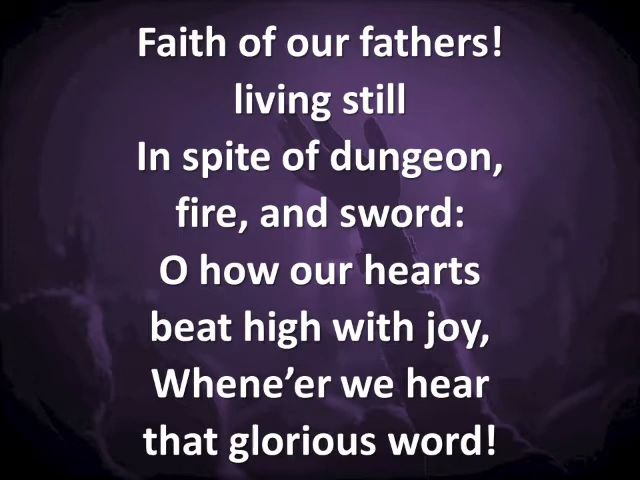 Faith of our fathers!
living still
In spite of dungeon,
fire, and sword:
O how our hearts
beat high with joy,
Whene’er we hear
that glorious word!